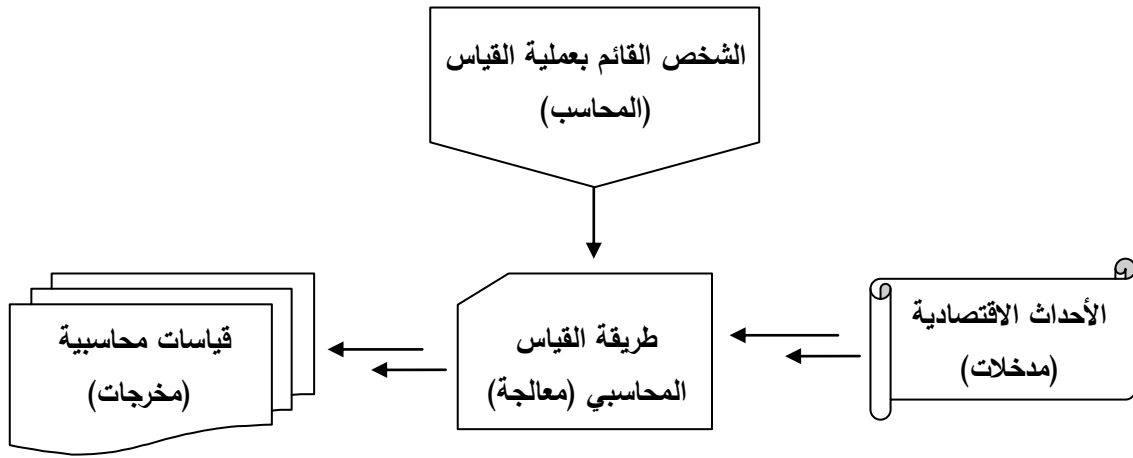 الشخص القائم بعملية القياس
(المحاسب)
الأحداث الاقتصادية
(مدخلات)
طريقة القياس
المحاسبي (معالجة)
قياسات محاسبية
(مخرجات)